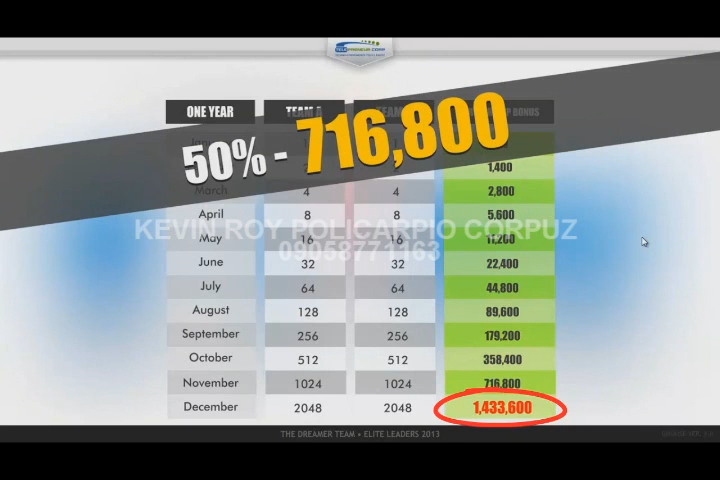 ONE YEAR
50% - 716,800
1,400
March 4 4 2,800
April 8 8 5,600
KEVIN ROY POLICARPIO CORPUZ
May 16 16 11,200
09058771163
June 32 32 22,400
July 64 64 44,800
August 128 128 89,600
September 256 256 179,200
October 512 512 358,400
November 1024 1024 716,800
December 2048 2048 1,433,600
THE DREAMER TEAM • ELITE LEADERS 2013